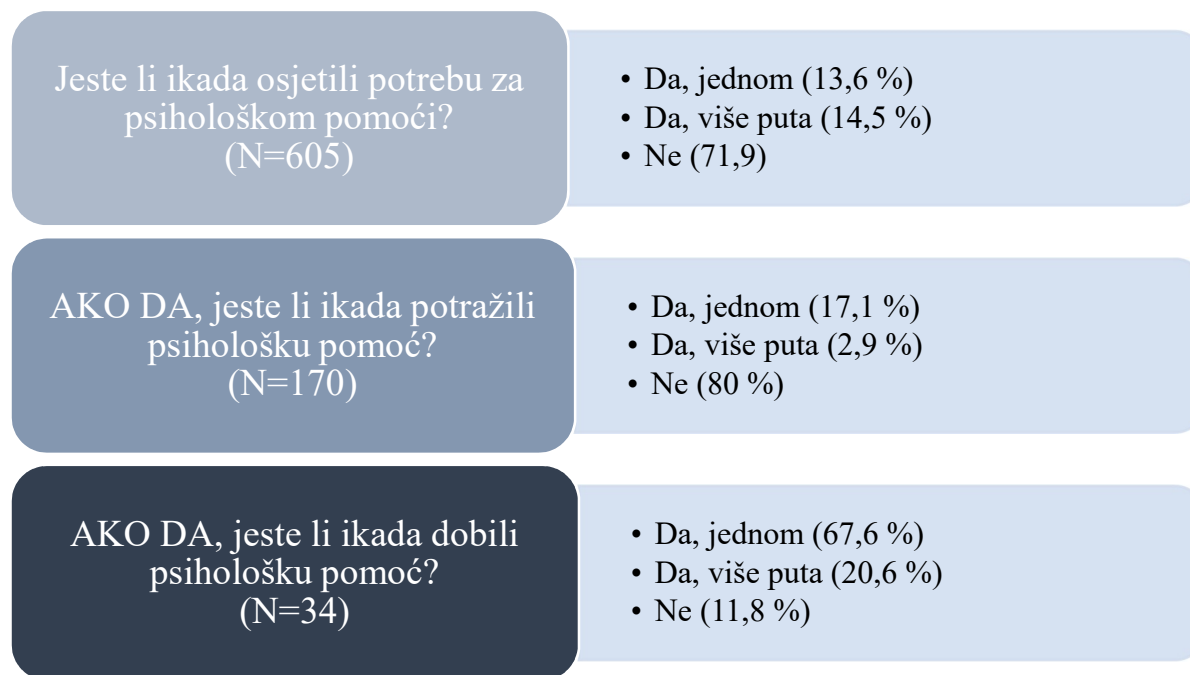 Jeste li ikada osjetili potrebu za
psihološkom pomoći?
(N=605)
• Da, jednom (13,6 %)
• Da, više puta (14,5 %)
• Ne (71,9)
AKO DA, jeste li ikada potražili
psihološku pomoć?
(N=170)
• Da, jednom (17,1 %)
• Da, više puta (2,9 %)
• Ne (80 %)
AKO DA, jeste li ikada dobili
psihološku pomoć?
(N=34)
• Da, jednom (67,6 %)
• Da, više puta (20,6 %)
• Ne (11,8 %)